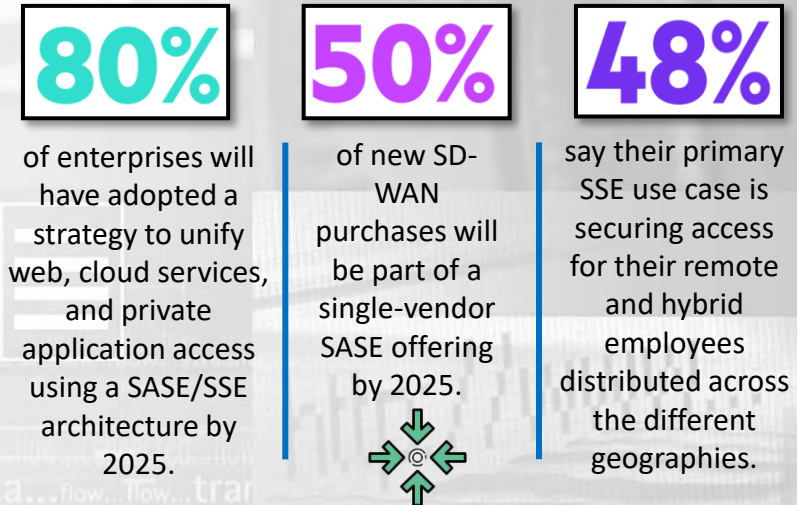 80%
of enterprises will
have adopted a
strategy to unify
web, cloud services,
and private
application access
using a SASE/SSE
architecture by
2025.
50%
of new SD-
WAN
purchases will
be part of a
single-vendor
SASE offering
by 2025.
48%
say their primary
SSE use case is
securing access
for their remote
and hybrid
employees
distributed across
the different
geographies.
a...flow...flow...trar